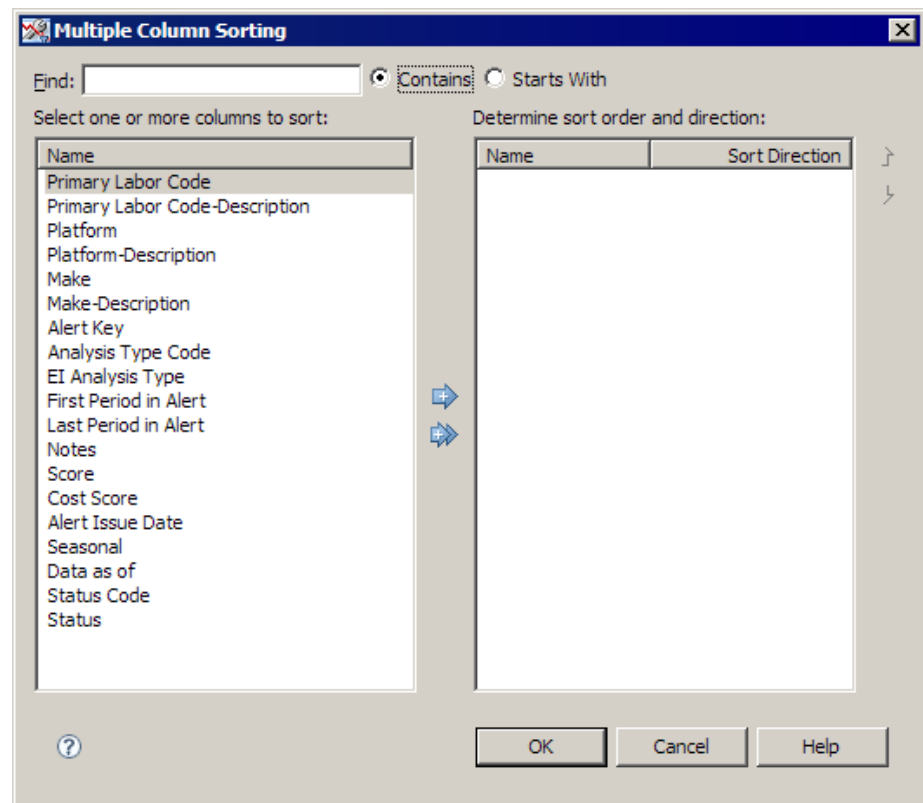 Multiple Column Sorting
Find: Contains Starts With
Select one or more columns to sort: Determine sort order and direction:
Name Name Sort Direction
Primary Labor Code
Primary Labor Code-Description
Platform
Platform-Description
Make
Make-Description
Alert Key
Analysis Type Code
EI Analysis Type
First Period in Alert
Last Period in Alert
Notes
Score
Cost Score
Alert Issue Date
Seasonal
Data as of
Status Code
Status
? OK Cancel Help